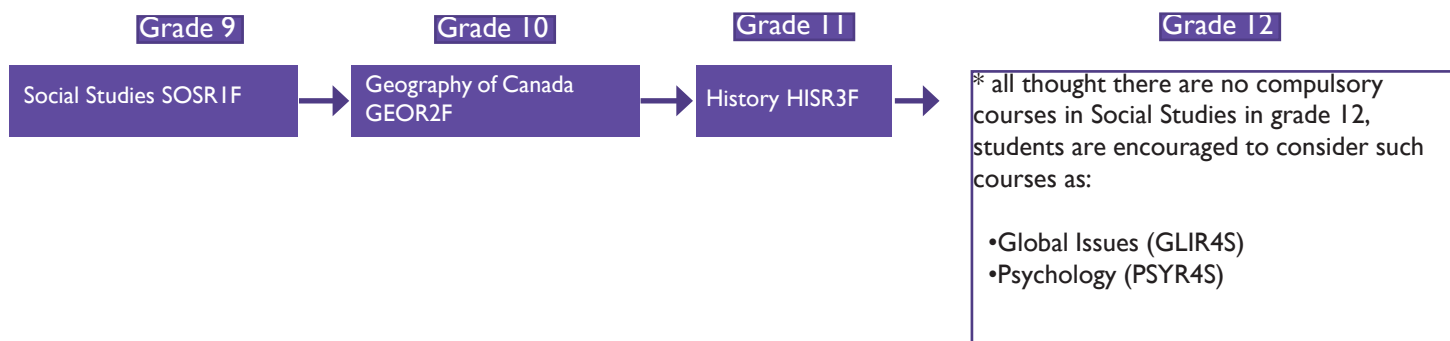 Grade 9
Grade 10
Grade 11
Grade 12
Social Studies SOSR1F
Geography of Canada
GEOR2F
History HISR3F
* all thought there are no compulsory
courses in Social Studies in grade 12,
students are encouraged to consider such
courses as:
•Global Issues (GLIR4S)
•Psychology (PSYR4S)